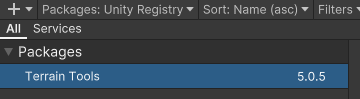 Packages: Unity Registry Sort: Name (asc) Filters
All Services
Packages
Terrain Tools 5.0.5